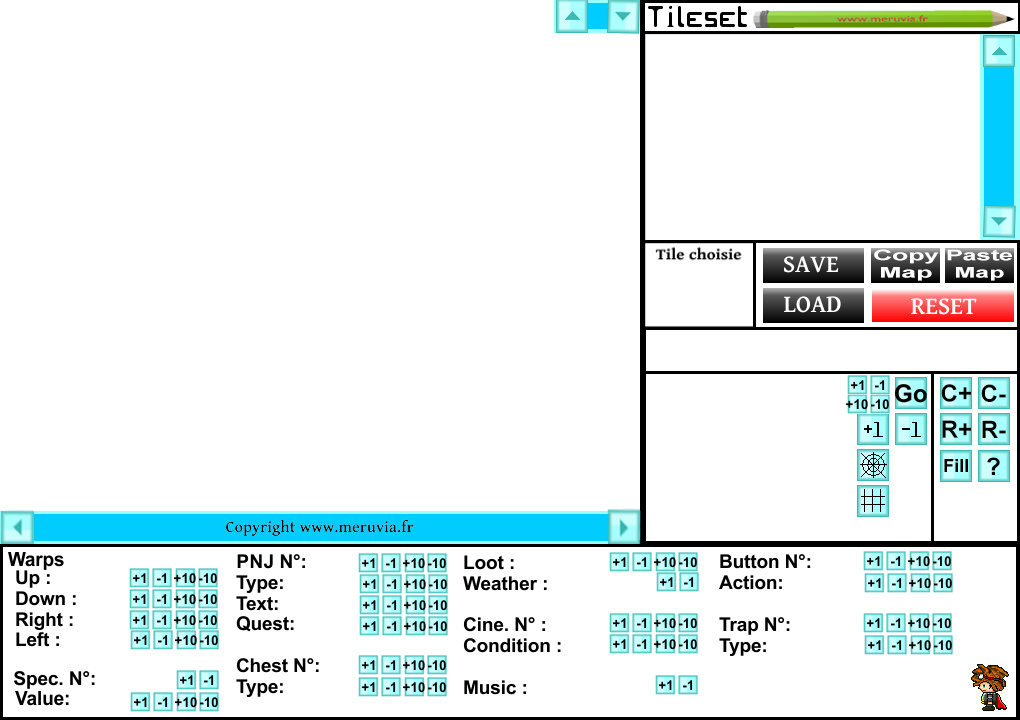 Tileset www.meruvia.fr
Tile choisie
SAVE
Copy Map
Paste Map
LOAD
RESET
+1 -1
+10 -10
Go
C+ C-
+1 -1
R+ R-
Fill ?
Copyright www.meruvia.fr
Warps
Up : +1 -1 +10 -10
Down : +1 -1 +10 -10
Right : +1 -1 +10 -10
Left : +1 -1 +10 -10
Spec. N°: +1 -1
Value: +1 -1 +10 -10
PNJ N°: +1 -1 +10 -10
Type: +1 -1 +10 -10
Text: +1 -1 +10 -10
Quest: +1 -1 +10 -10
Chest N°: +1 -1 +10 -10
Type: +1 -1 +10 -10
Loot : +1 -1 +10 -10
Weather : +1 -1
Cine. N° : +1 -1 +10 -10
Condition : +1 -1 +10 -10
Music : +1 -1
Button N°: +1 -1 +10 -10
Action: +1 -1 +10 -10
Trap N°: +1 -1 +10 -10
Type: +1 -1 +10 -10